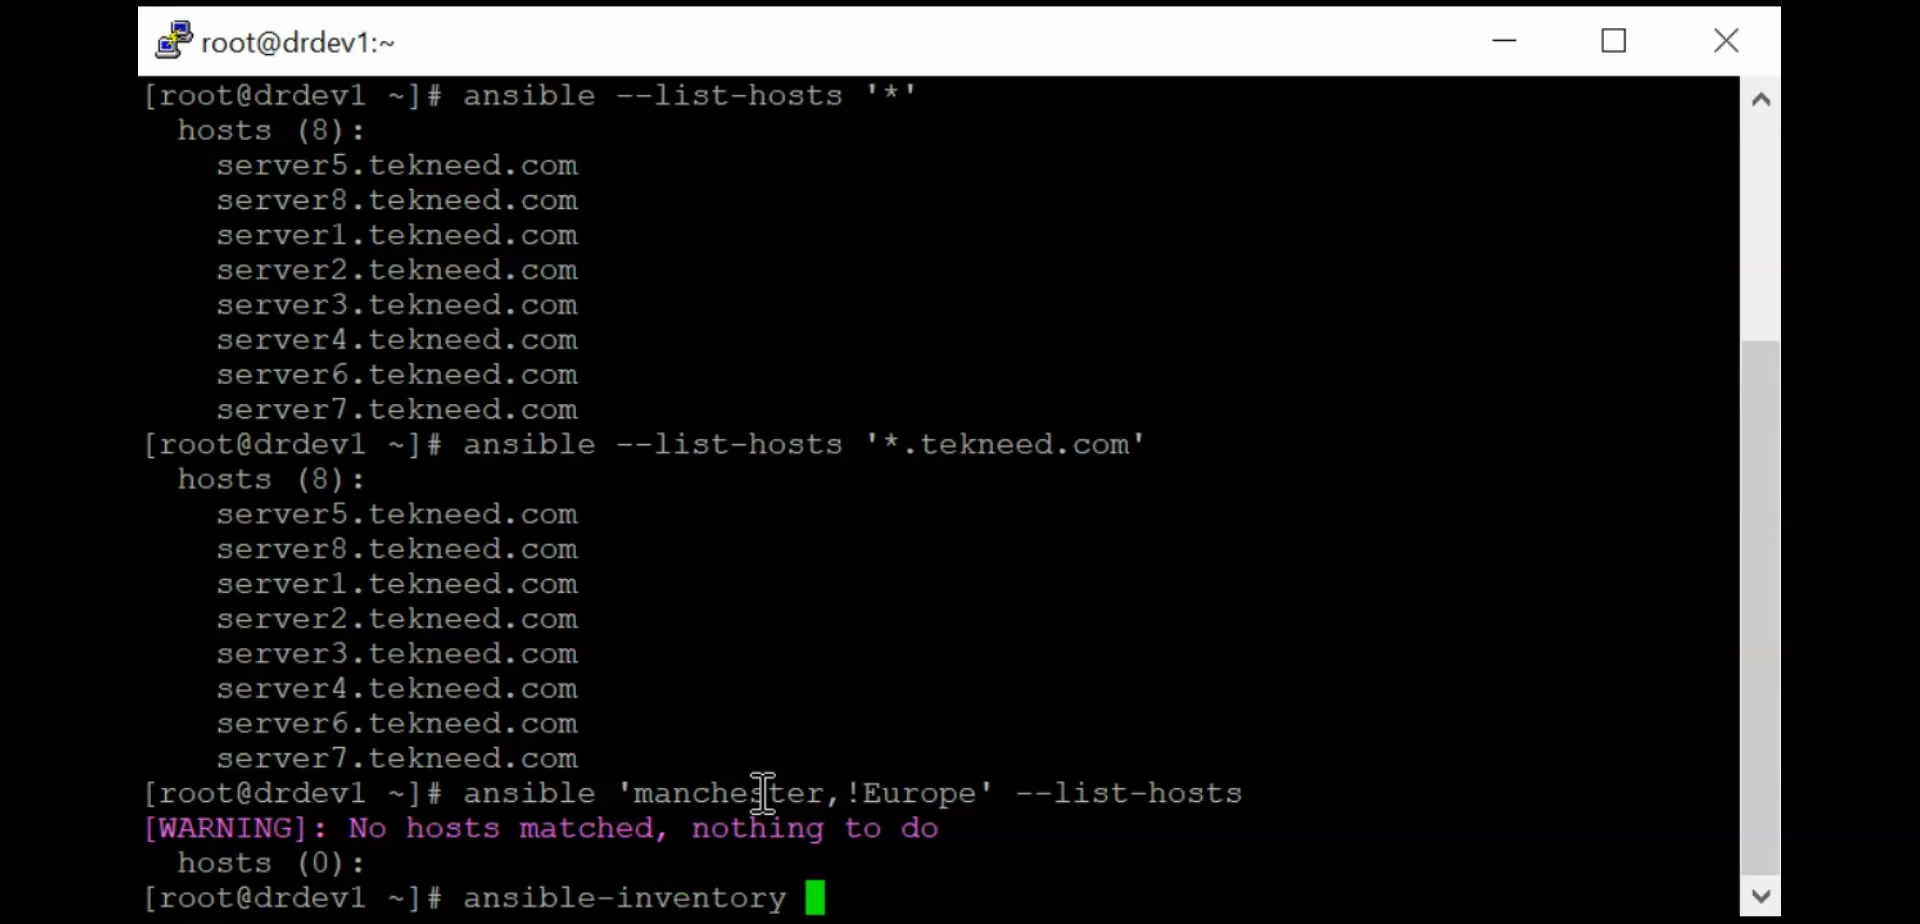 root@drdev1:~
[root@drdev1 ~]# ansible --list-hosts '*'
  hosts (8):
    server5.tekneed.com
    server8.tekneed.com
    server1.tekneed.com
    server2.tekneed.com
    server3.tekneed.com
    server4.tekneed.com
    server6.tekneed.com
    server7.tekneed.com
[root@drdev1 ~]# ansible --list-hosts '*.tekneed.com'
  hosts (8):
    server5.tekneed.com
    server8.tekneed.com
    server1.tekneed.com
    server2.tekneed.com
    server3.tekneed.com
    server4.tekneed.com
    server6.tekneed.com
    server7.tekneed.com
[root@drdev1 ~]# ansible 'manchester,!Europe' --list-hosts
[WARNING]: No hosts matched, nothing to do
  hosts (0):
[root@drdev1 ~]# ansible-inventory